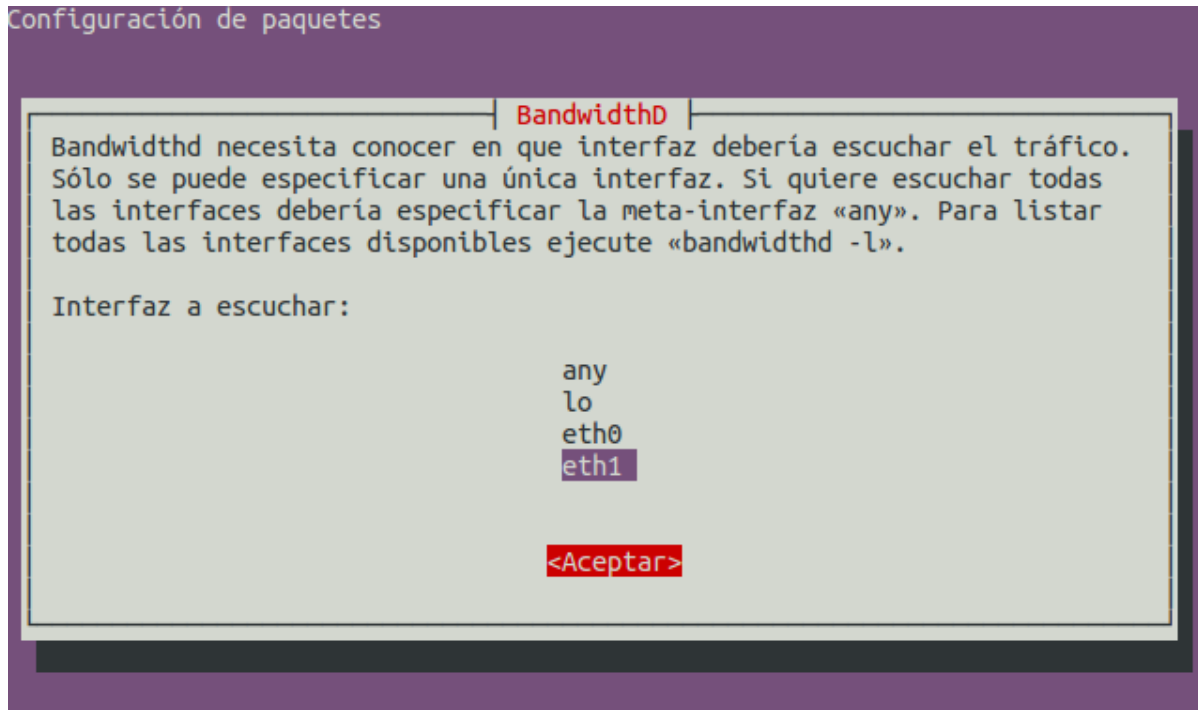 Configuración de paquetes
BandwidthD
Bandwidthd necesita conocer en que interfaz debería escuchar el tráfico.
Sólo se puede especificar una única interfaz. Si quiere escuchar todas
las interfaces debería especificar la meta-interfaz «any». Para listar
todas las interfaces disponibles ejecute «bandwidthd -l».
Interfaz a escuchar:
any
lo
eth0
eth1
<Aceptar>